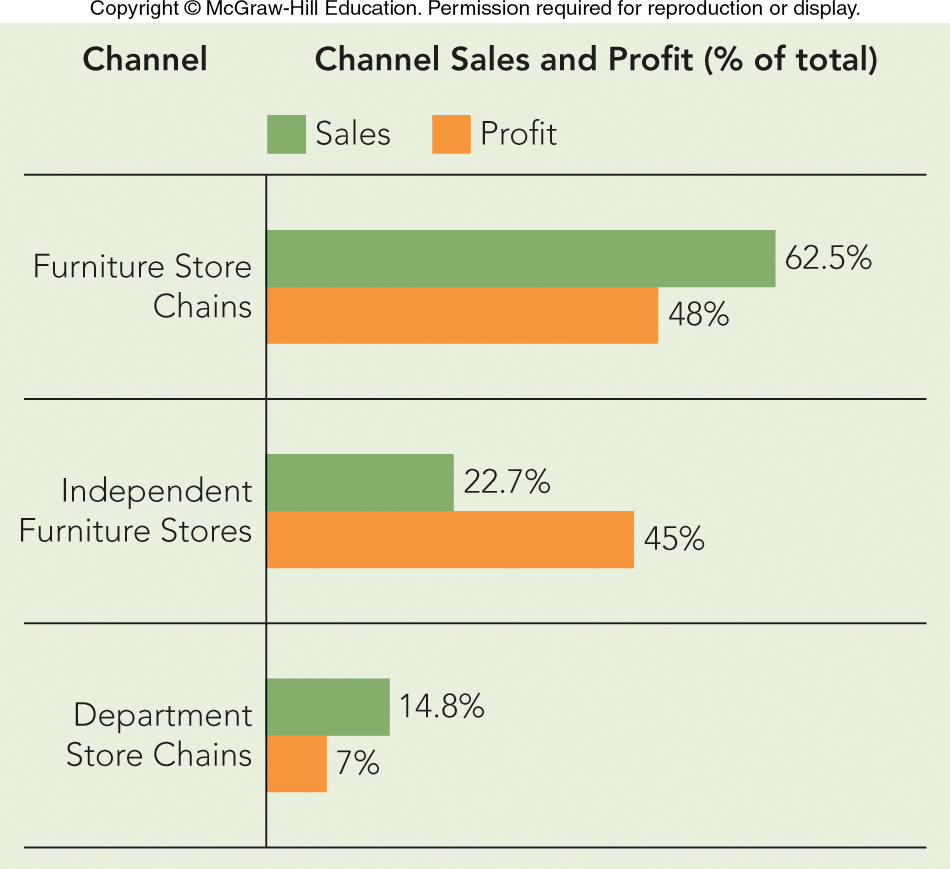 Copyright © McGraw-Hill Education. Permission required for reproduction or display.
Channel
Channel Sales and Profit (% of total)
Sales
Profit
Furniture Store
Chains
62.5%
48%
Independent
Furniture Stores
22.7%
45%
Department
Store Chains
14.8%
7%